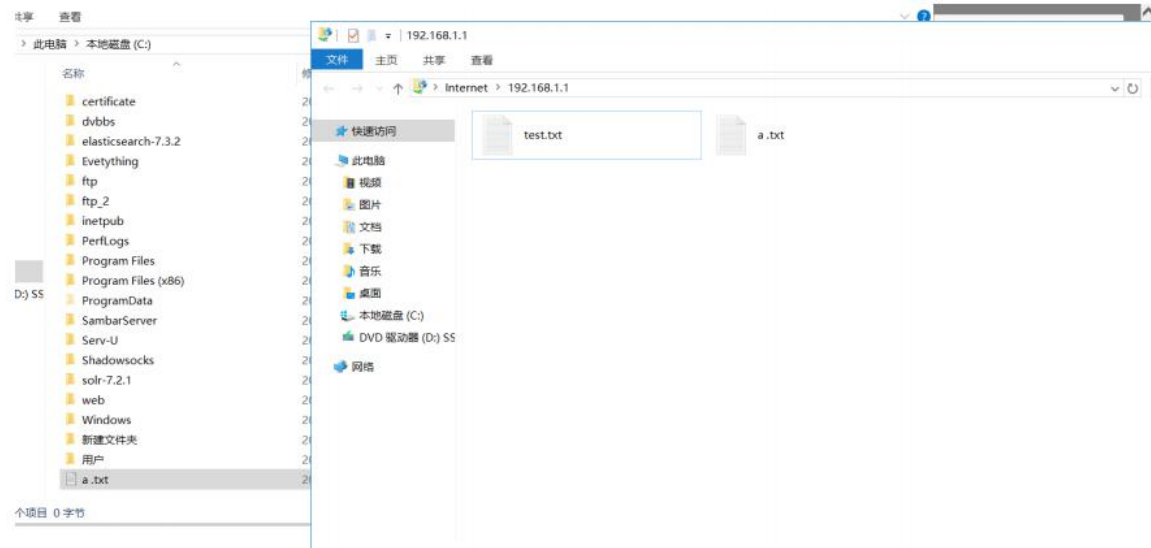 共享 查看
> 此电脑 > 本地磁盘 (C:)
名称
certificate
dvbbs
elasticsearch-7.3.2
Evetything
ftp
ftp_2
inetpub
PerfLogs
Program Files
Program Files (x86)
ProgramData
SambarServer
Serv-U
Shadowsocks
solr-7.2.1
web
Windows
新建文件夹
用户
a .txt
D:) SS
个项目 0 字节
192.168.1.1
文件 主页 共享 查看
> Internet > 192.168.1.1
快速访问
此电脑
视频
图片
文档
下载
音乐
桌面
本地磁盘 (C:)
DVD 驱动器 (D:) SS
网络
test.txt
a .txt